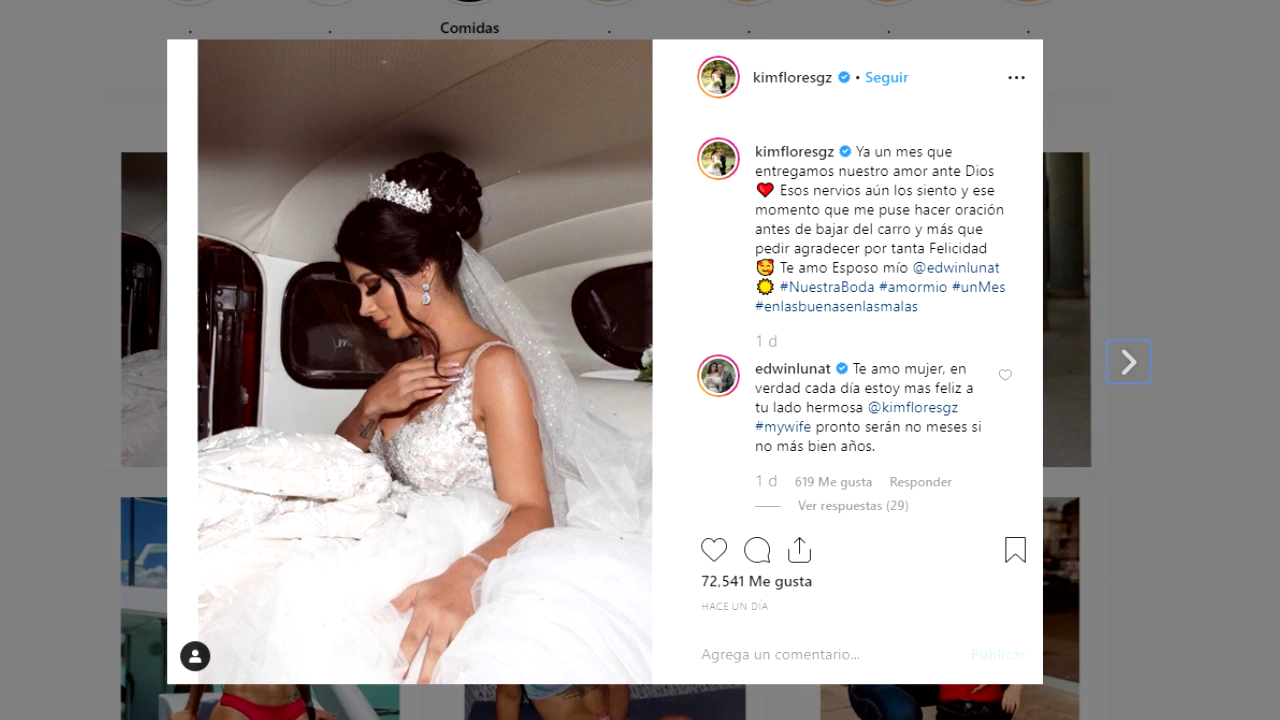 Comidas
kimfloresgz • Seguir
kimfloresgz Ya un mes que
entregamos nuestro amor ante Dios
❤️ Esos nervios aún los siento y ese
momento que me puse hacer oración
antes de bajar del carro y más que
pedir agradecer por tanta Felicidad
🥰 Te amo Esposo mío @edwinlunat
🌞 #NuestraBoda #amormio #unMes
#enlasbuenasenlasmalas
1 d
edwinlunat Te amo mujer, en
verdad cada día estoy mas feliz a
tu lado hermosa @kimfloresgz
#mywife pronto serán no meses si
no más bien años.
1 d 619 Me gusta Responder
Ver respuestas (29)
72,541 Me gusta
HACE UN DÍA
Agrega un comentario... Publicar